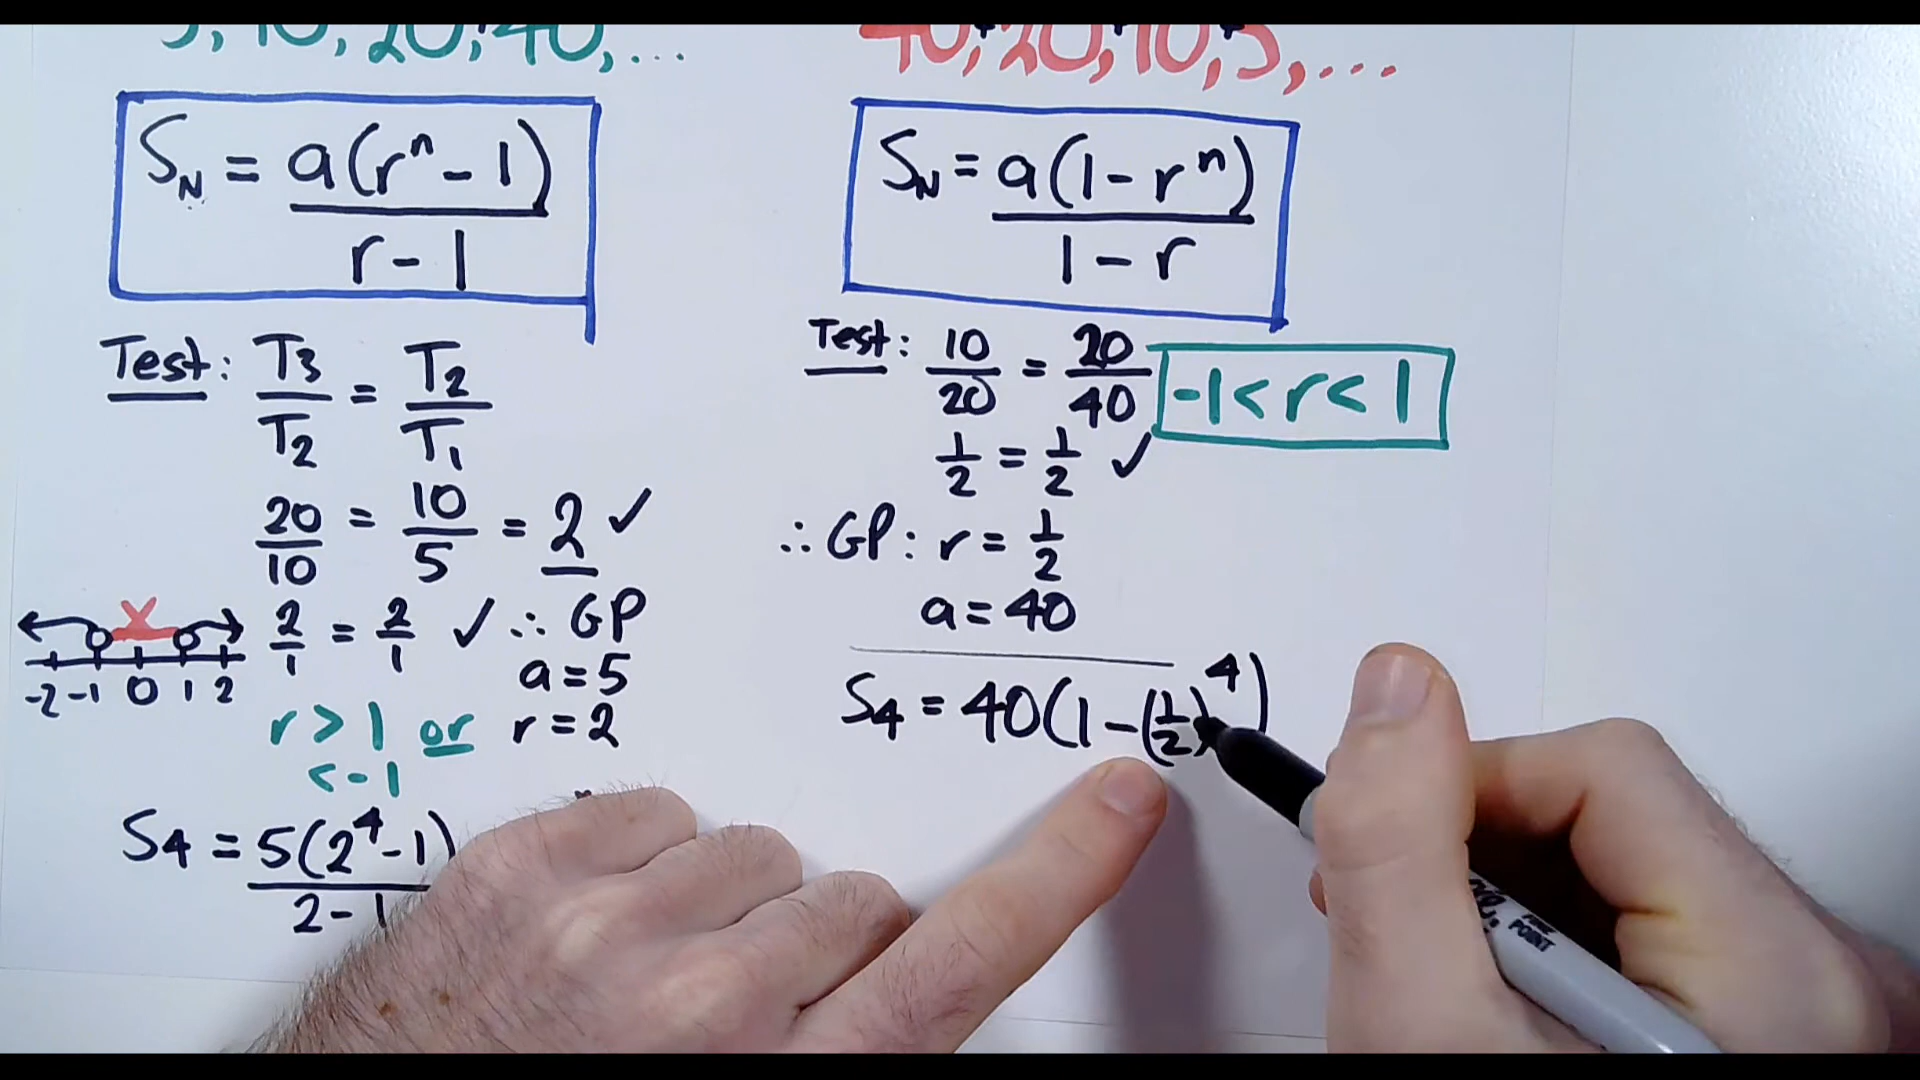 5, 10, 20, 40, ...
S_N = a(r^n - 1)
r - 1
Test: T3/T2 = T2/T1
20/10 = 10/5 = 2 ✓
2/1 = 2/1 ✓ ∴ GP
X
-2 -1 0 1 2
a = 5
r > 1 or r = 2
< -1
S4 = 5(2^4 - 1)
2 - 1
40, 20, 10, 5, ...
S_N = a(1 - r^n)
1 - r
Test: 10/20 = 20/40
-1 < r < 1
1/2 = 1/2 ✓
∴ GP: r = 1/2
a = 40
S4 = 40(1 - (1/2)^4)
FINE
POINT